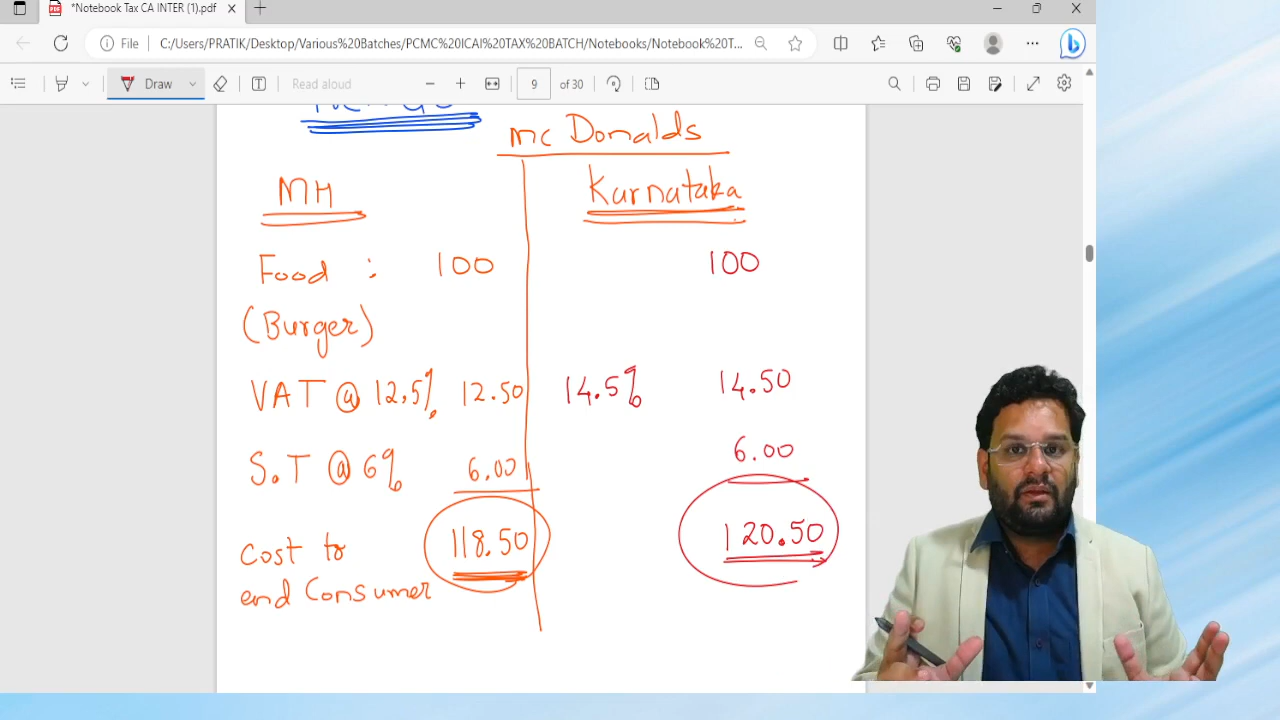 *Notebook Tax CA INTER (1).pdf
File C:/Users/PRATIK/Desktop/Various%20Batches/PCMC%20ICAI%20TAX%20BATCH/Notebooks/Notebook%20T...
Draw Read aloud 9 of 30
mc Donalds
MH Karnataka
Food : 100 100
(Burger)
VAT @ 12.5% 12.50 14.5% 14.50
S.T @ 6% 6.00 6.00
Cost to 118.50 120.50
end Consumer